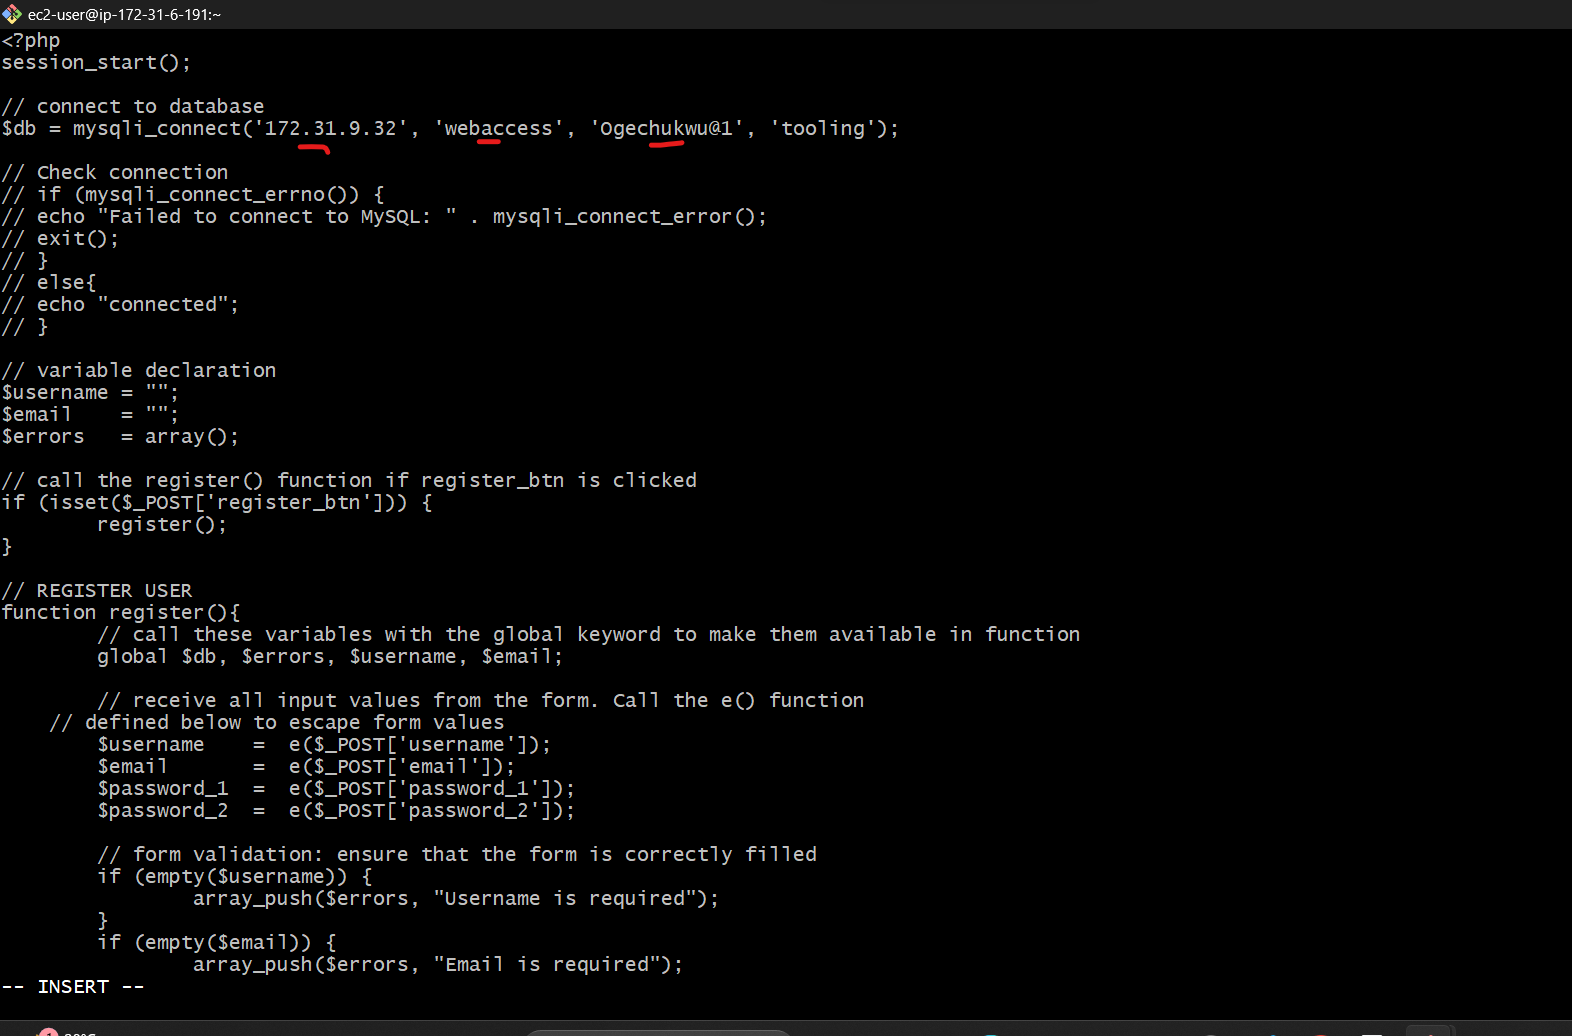 ec2-user@ip-172-31-6-191:~
<?php
session_start();

// connect to database
$db = mysqli_connect('172.31.9.32', 'webaccess', 'Ogechukwu@1', 'tooling');

// Check connection
// if (mysqli_connect_errno()) {
// echo "Failed to connect to MySQL: " . mysqli_connect_error();
// exit();
// }
// else{
// echo "connected";
// }

// variable declaration
$username = "";
$email    = "";
$errors   = array();

// call the register() function if register_btn is clicked
if (isset($_POST['register_btn'])) {
        register();
}

// REGISTER USER
function register(){
        // call these variables with the global keyword to make them available in function
        global $db, $errors, $username, $email;

        // receive all input values from the form. Call the e() function
    // defined below to escape form values
        $username    =  e($_POST['username']);
        $email       =  e($_POST['email']);
        $password_1  =  e($_POST['password_1']);
        $password_2  =  e($_POST['password_2']);

        // form validation: ensure that the form is correctly filled
        if (empty($username)) {
                array_push($errors, "Username is required");
        }
        if (empty($email)) {
                array_push($errors, "Email is required");
-- INSERT --